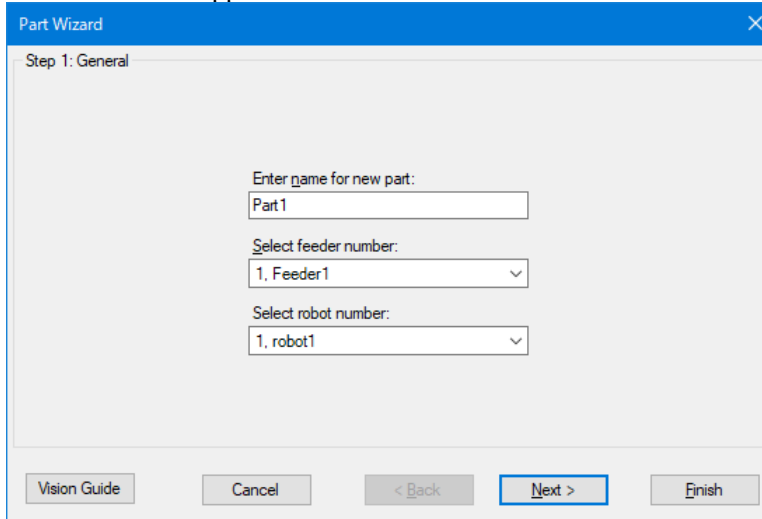 Part Wizard
Step 1: General
Enter name for new part:
Part1
Select feeder number:
1, Feeder1
Select robot number:
1, robot1
Vision Guide Cancel < Back Next > Finish